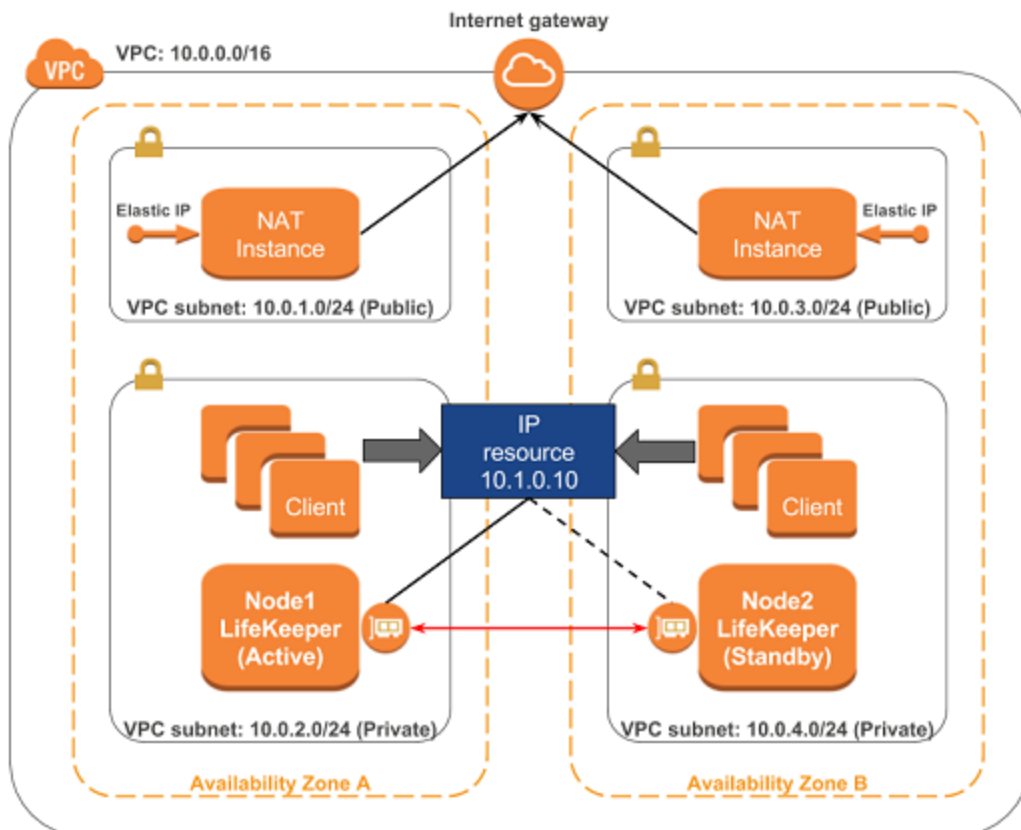 Internet gateway
VPC: 10.0.0.0/16
VPC
Elastic IP
NAT
Instance
VPC subnet: 10.0.1.0/24 (Public)
NAT
Instance
Elastic IP
VPC subnet: 10.0.3.0/24 (Public)
Client
IP
resource
10.1.0.10
Client
Node1
LifeKeeper
(Active)
VPC subnet: 10.0.2.0/24 (Private)
Node2
LifeKeeper
(Standby)
VPC subnet: 10.0.4.0/24 (Private)
Availability Zone A
Availability Zone B